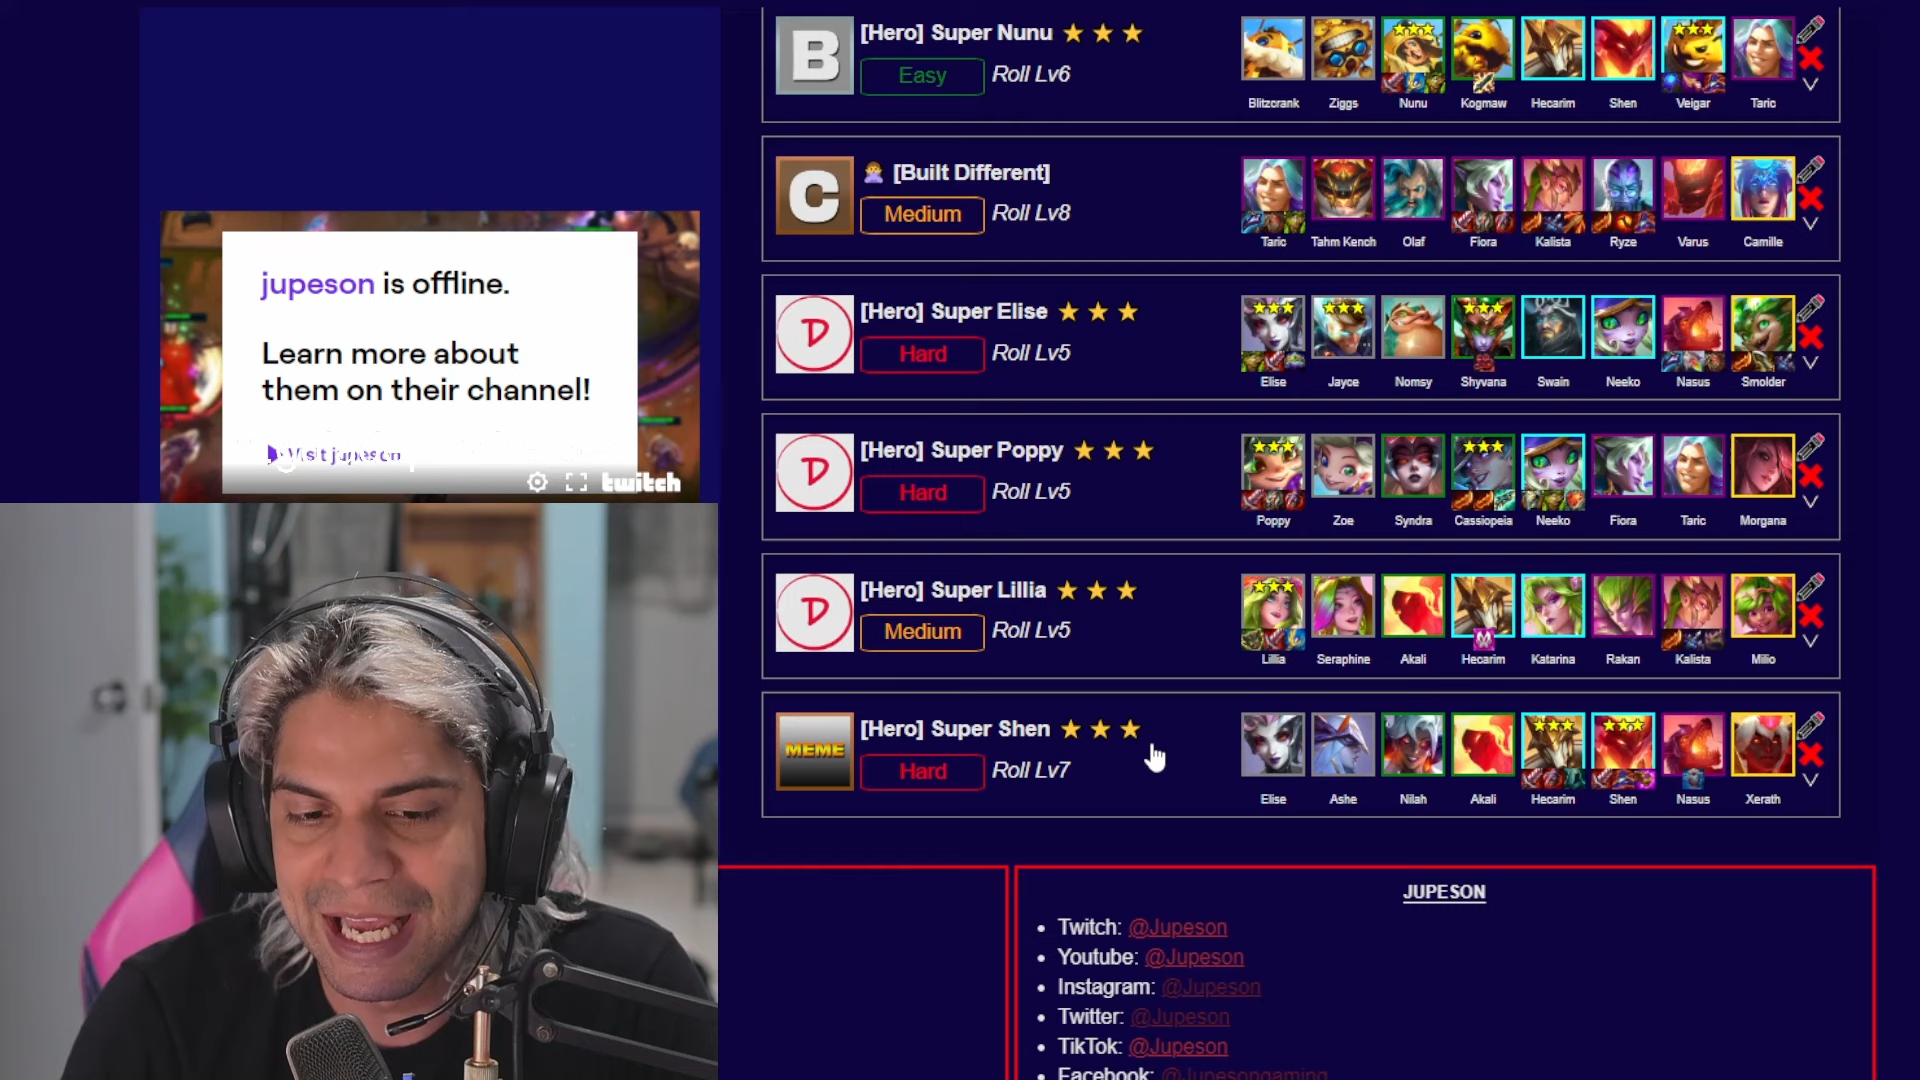 B
[Hero] Super Nunu
Easy
Roll Lv6
Blitzcrank Ziggs Nunu Kogmaw Hecarim Shen Veigar Taric
C
[Built Different]
Medium
Roll Lv8
Taric Tahm Kench Olaf Fiora Kalista Ryze Varus Camille
D
[Hero] Super Elise
Hard
Roll Lv5
Elise Jayce Nomsy Shyvana Swain Neeko Nasus Smolder
D
[Hero] Super Poppy
Hard
Roll Lv5
Poppy Zoe Syndra Cassiopeia Neeko Fiora Taric Morgana
D
[Hero] Super Lillia
Medium
Roll Lv5
Lillia Seraphine Akali Hecarim Katarina Rakan Kalista Milio
MEME
[Hero] Super Shen
Hard
Roll Lv7
Elise Ashe Nilah Akali Hecarim Shen Nasus Xerath
jupeson is offline.
Learn more about
them on their channel!
Visit jupeson
twitch
JUPESON
• Twitch: @Jupeson
• Youtube: @Jupeson
• Instagram: @Jupeson
• Twitter: @Jupeson
• TikTok: @Jupeson
• Facebook: @Jupesongaming